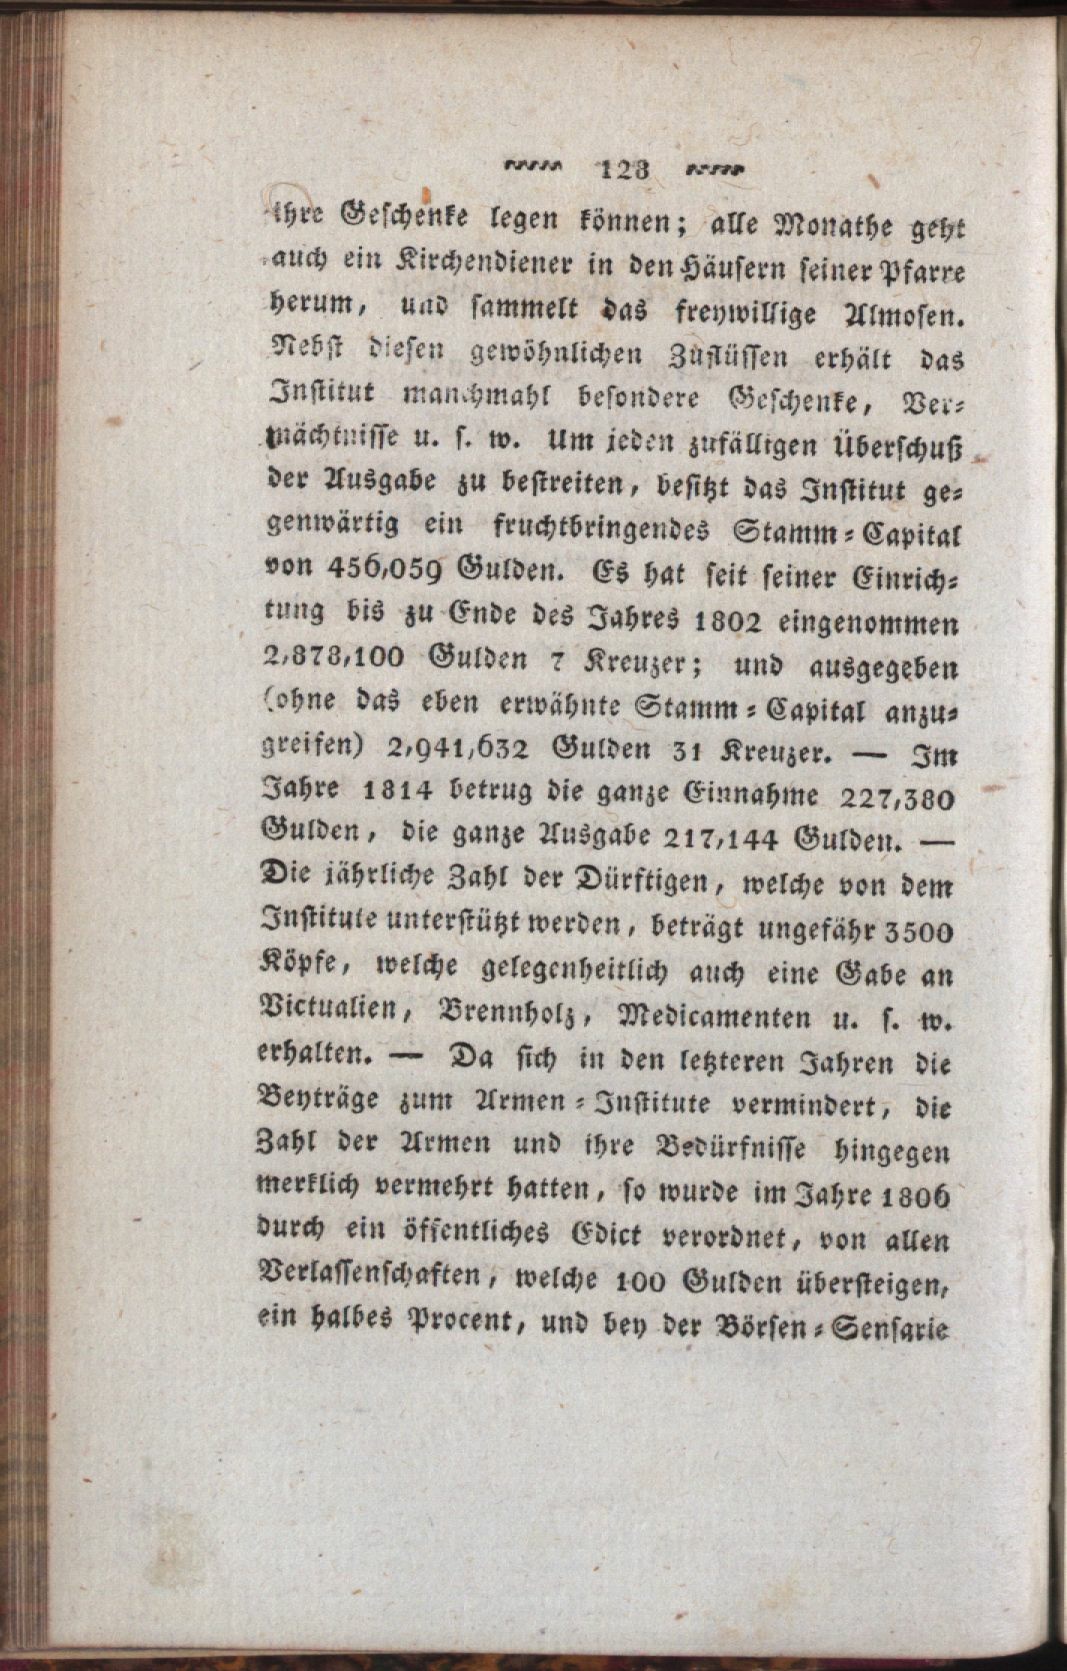 128
ihre Geschenke legen können; alle Monathe geht
auch ein Kirchendiener in den Häusern seiner Pfarre
herum, und sammelt das freywillige Almosen.
Nebst diesen gewöhnlichen Zuflüssen erhält das
Institut manchmahl besondere Geschenke, Ver-
mächtnisse u. s. w. Um jeden zufälligen Überschuß
der Ausgabe zu bestreiten, besitzt das Institut ge-
genwärtig ein fruchtbringendes Stamm-Capital
von 456,059 Gulden. Es hat seit seiner Einrich-
tung bis zu Ende des Jahres 1802 eingenommen
2,878,100 Gulden 7 Kreuzer; und ausgegeben
(ohne das eben erwähnte Stamm-Capital anzu-
greifen) 2,941,632 Gulden 31 Kreuzer. — Im
Jahre 1814 betrug die ganze Einnahme 227,380
Gulden, die ganze Ausgabe 217,144 Gulden. —
Die jährliche Zahl der Dürftigen, welche von dem
Institute unterstützt werden, beträgt ungefähr 3500
Köpfe, welche gelegenheitlich auch eine Gabe an
Victualien, Brennholz, Medicamenten u. s. w.
erhalten. — Da sich in den letzteren Jahren die
Beyträge zum Armen-Institute vermindert, die
Zahl der Armen und ihre Bedürfnisse hingegen
merklich vermehrt hatten, so wurde im Jahre 1806
durch ein öffentliches Edict verordnet, von allen
Verlassenschaften, welche 100 Gulden übersteigen,
ein halbes Procent, und bey der Börsen-Sensarie